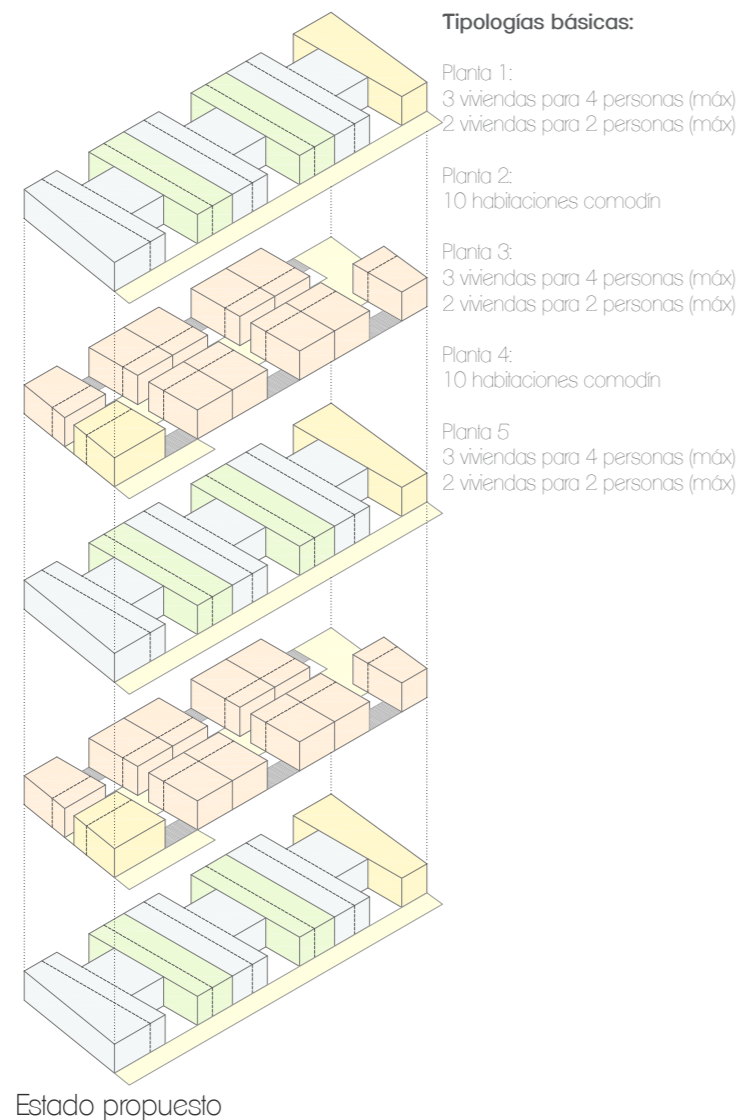 Tipologías básicas:
Planta 1:
3 viviendas para 4 personas (máx)
2 viviendas para 2 personas (máx)
Planta 2:
10 habitaciones comodín
Planta 3:
3 viviendas para 4 personas (máx)
2 viviendas para 2 personas (máx)
Planta 4:
10 habitaciones comodín
Planta 5
3 viviendas para 4 personas (máx)
2 viviendas para 2 personas (máx)
Estado propuesto